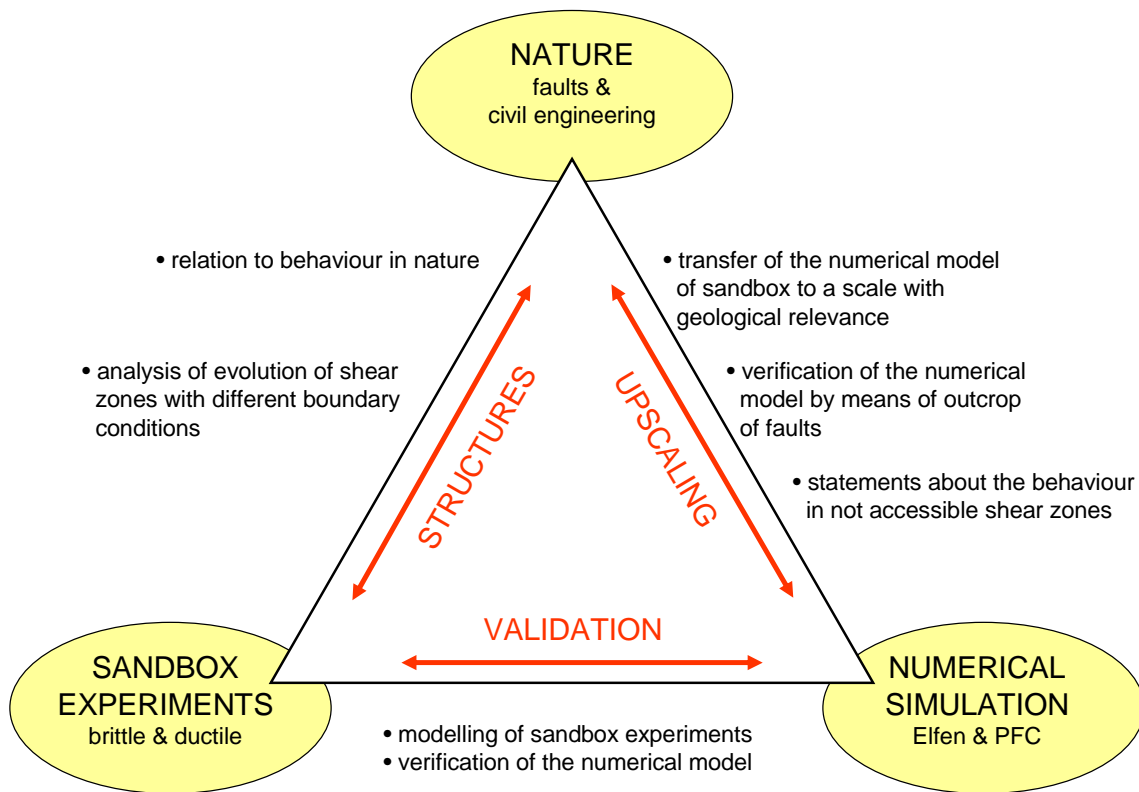 NATURE
faults &
civil engineering
• relation to behaviour in nature
• analysis of evolution of shear
zones with different boundary
conditions
• transfer of the numerical model
of sandbox to a scale with
geological relevance
• verification of the numerical
model by means of outcrop
of faults
• statements about the behaviour
in not accessible shear zones
STRUCTURES
UPSCALING
VALIDATION
SANDBOX
EXPERIMENTS
brittle & ductile
• modelling of sandbox experiments
• verification of the numerical model
NUMERICAL
SIMULATION
Elfen & PFC